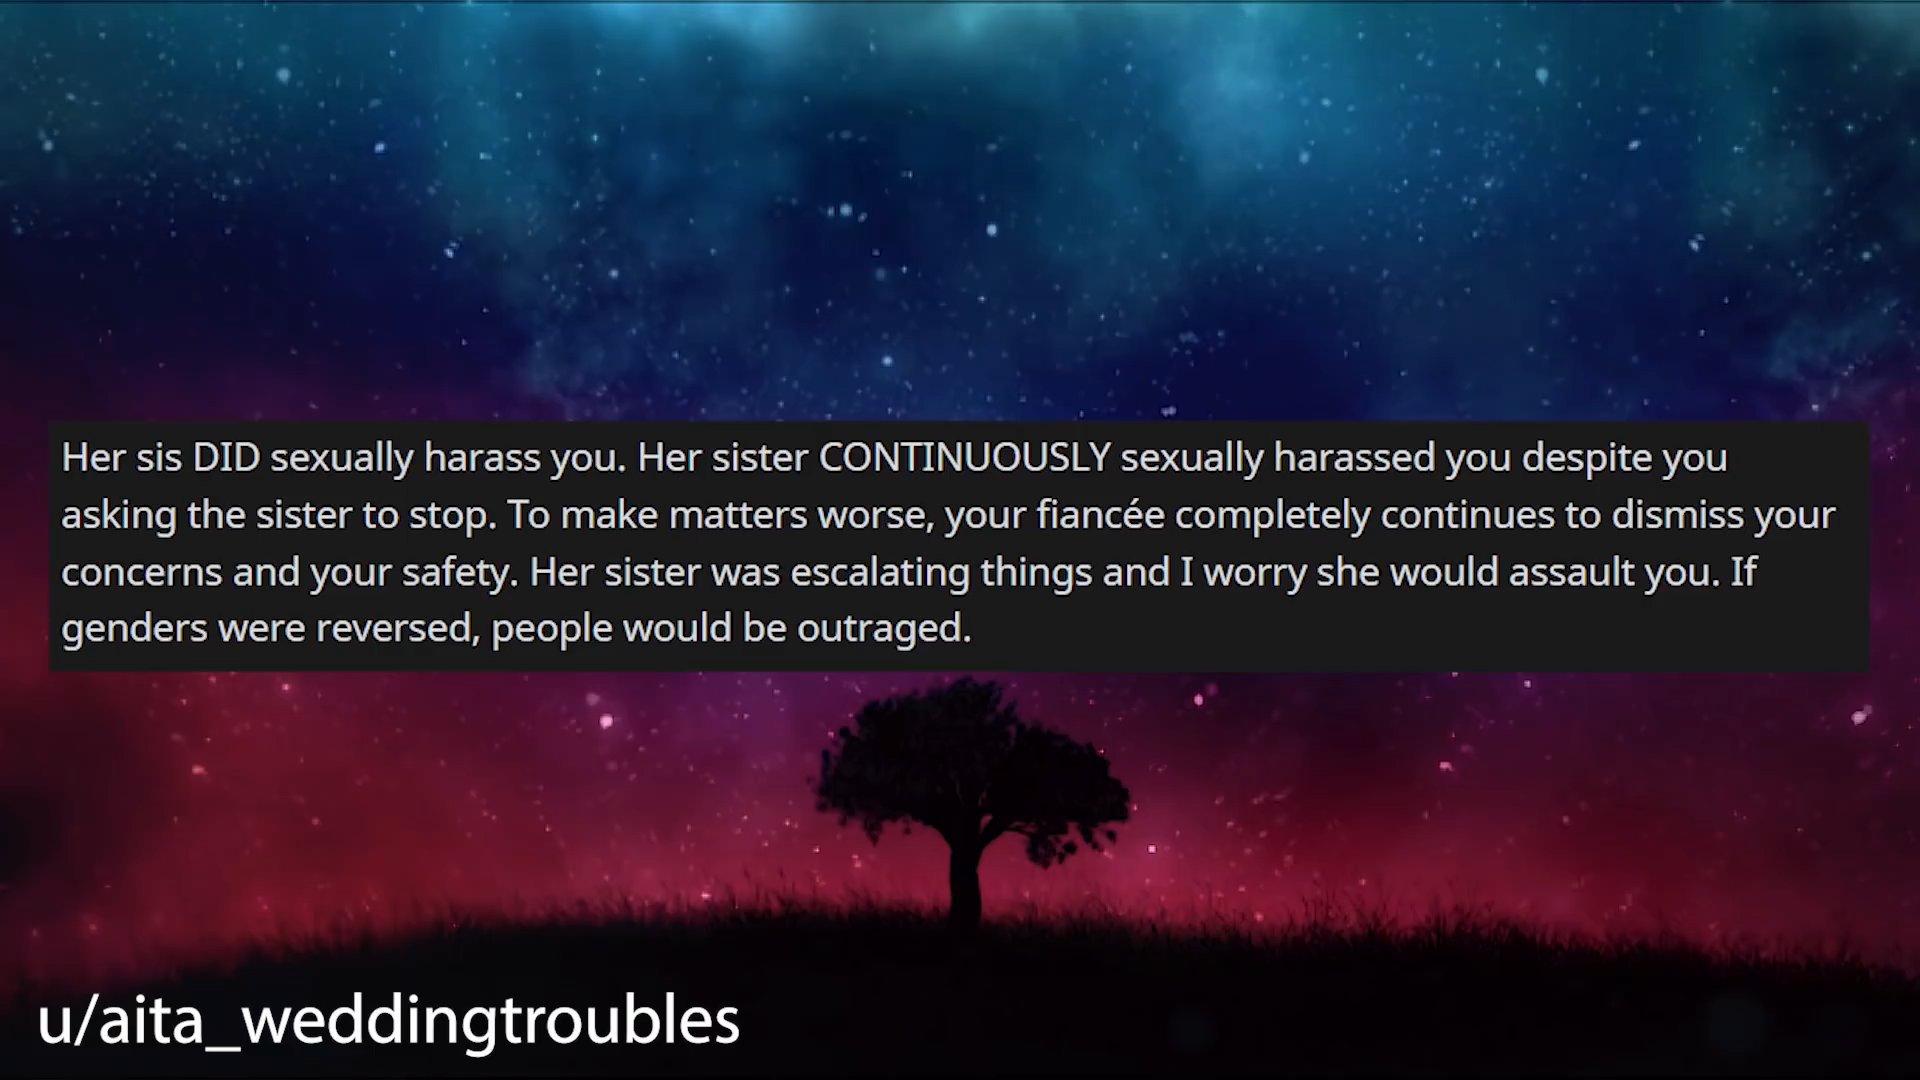 Her sis DID sexually harass you. Her sister CONTINUOUSLY sexually harassed you despite you
asking the sister to stop. To make matters worse, your fiancée completely continues to dismiss your
concerns and your safety. Her sister was escalating things and I worry she would assault you. If
genders were reversed, people would be outraged.
u/aita_weddingtroubles